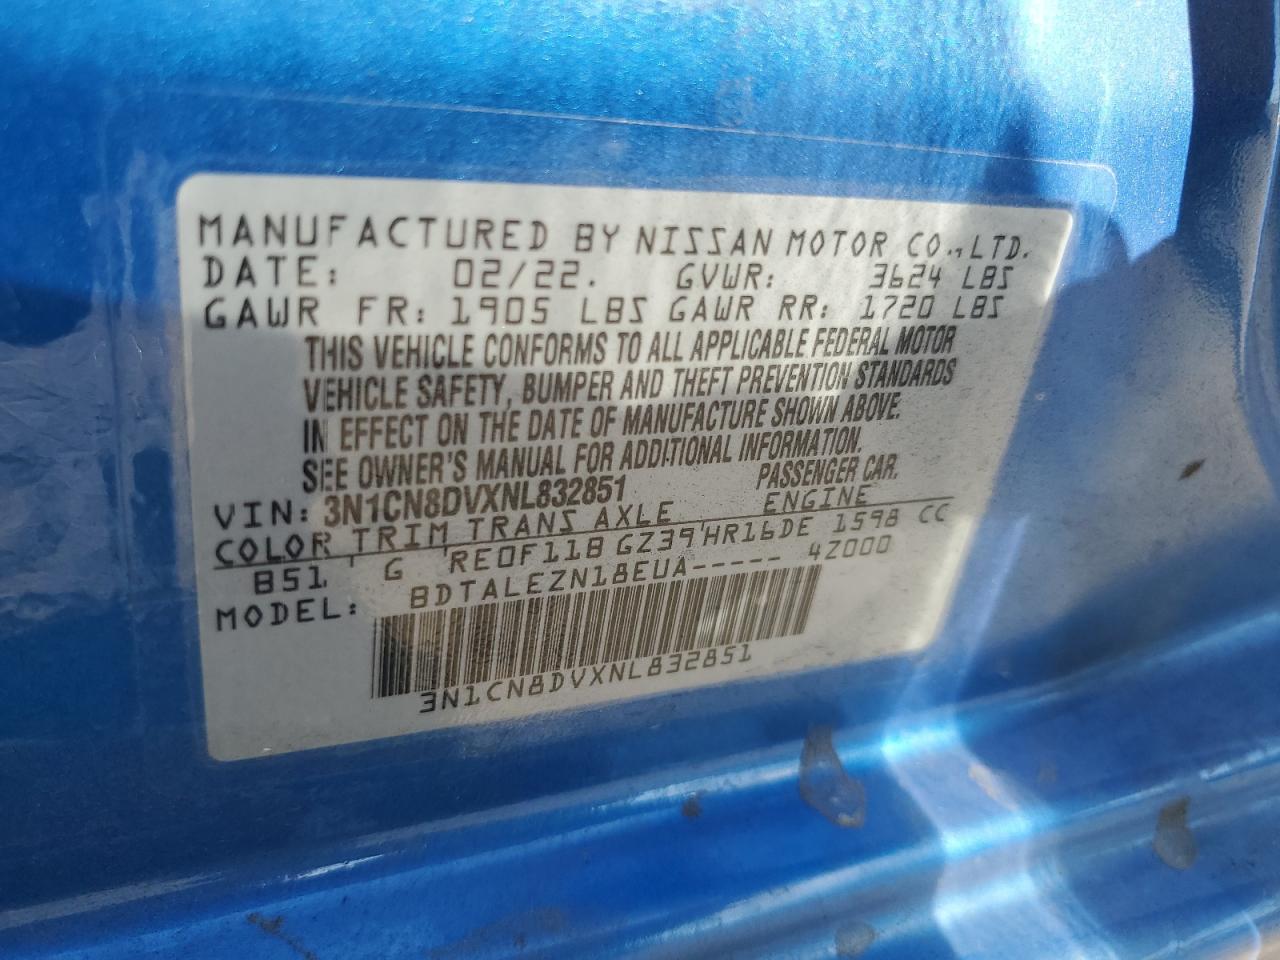 MANUFACTURED BY NISSAN MOTOR CO.,LTD.
DATE: 02/22. GVWR: 3624 LBS
GAWR FR: 1905 LBS GAWR RR: 1720 LBS
THIS VEHICLE CONFORMS TO ALL APPLICABLE FEDERAL MOTOR
VEHICLE SAFETY, BUMPER AND THEFT PREVENTION STANDARDS
IN EFFECT ON THE DATE OF MANUFACTURE SHOWN ABOVE.
SEE OWNER'S MANUAL FOR ADDITIONAL INFORMATION.
PASSENGER CAR.
VIN: 3N1CN8DVXNL832851
COLOR TRIM TRANS AXLE ENGINE
B51 ' G ' RE0F11B GZ39'HR16DE 1598 CC
MODEL: BDTALEZN18EUA----- 4Z000
3N1CN8DVXNL832851